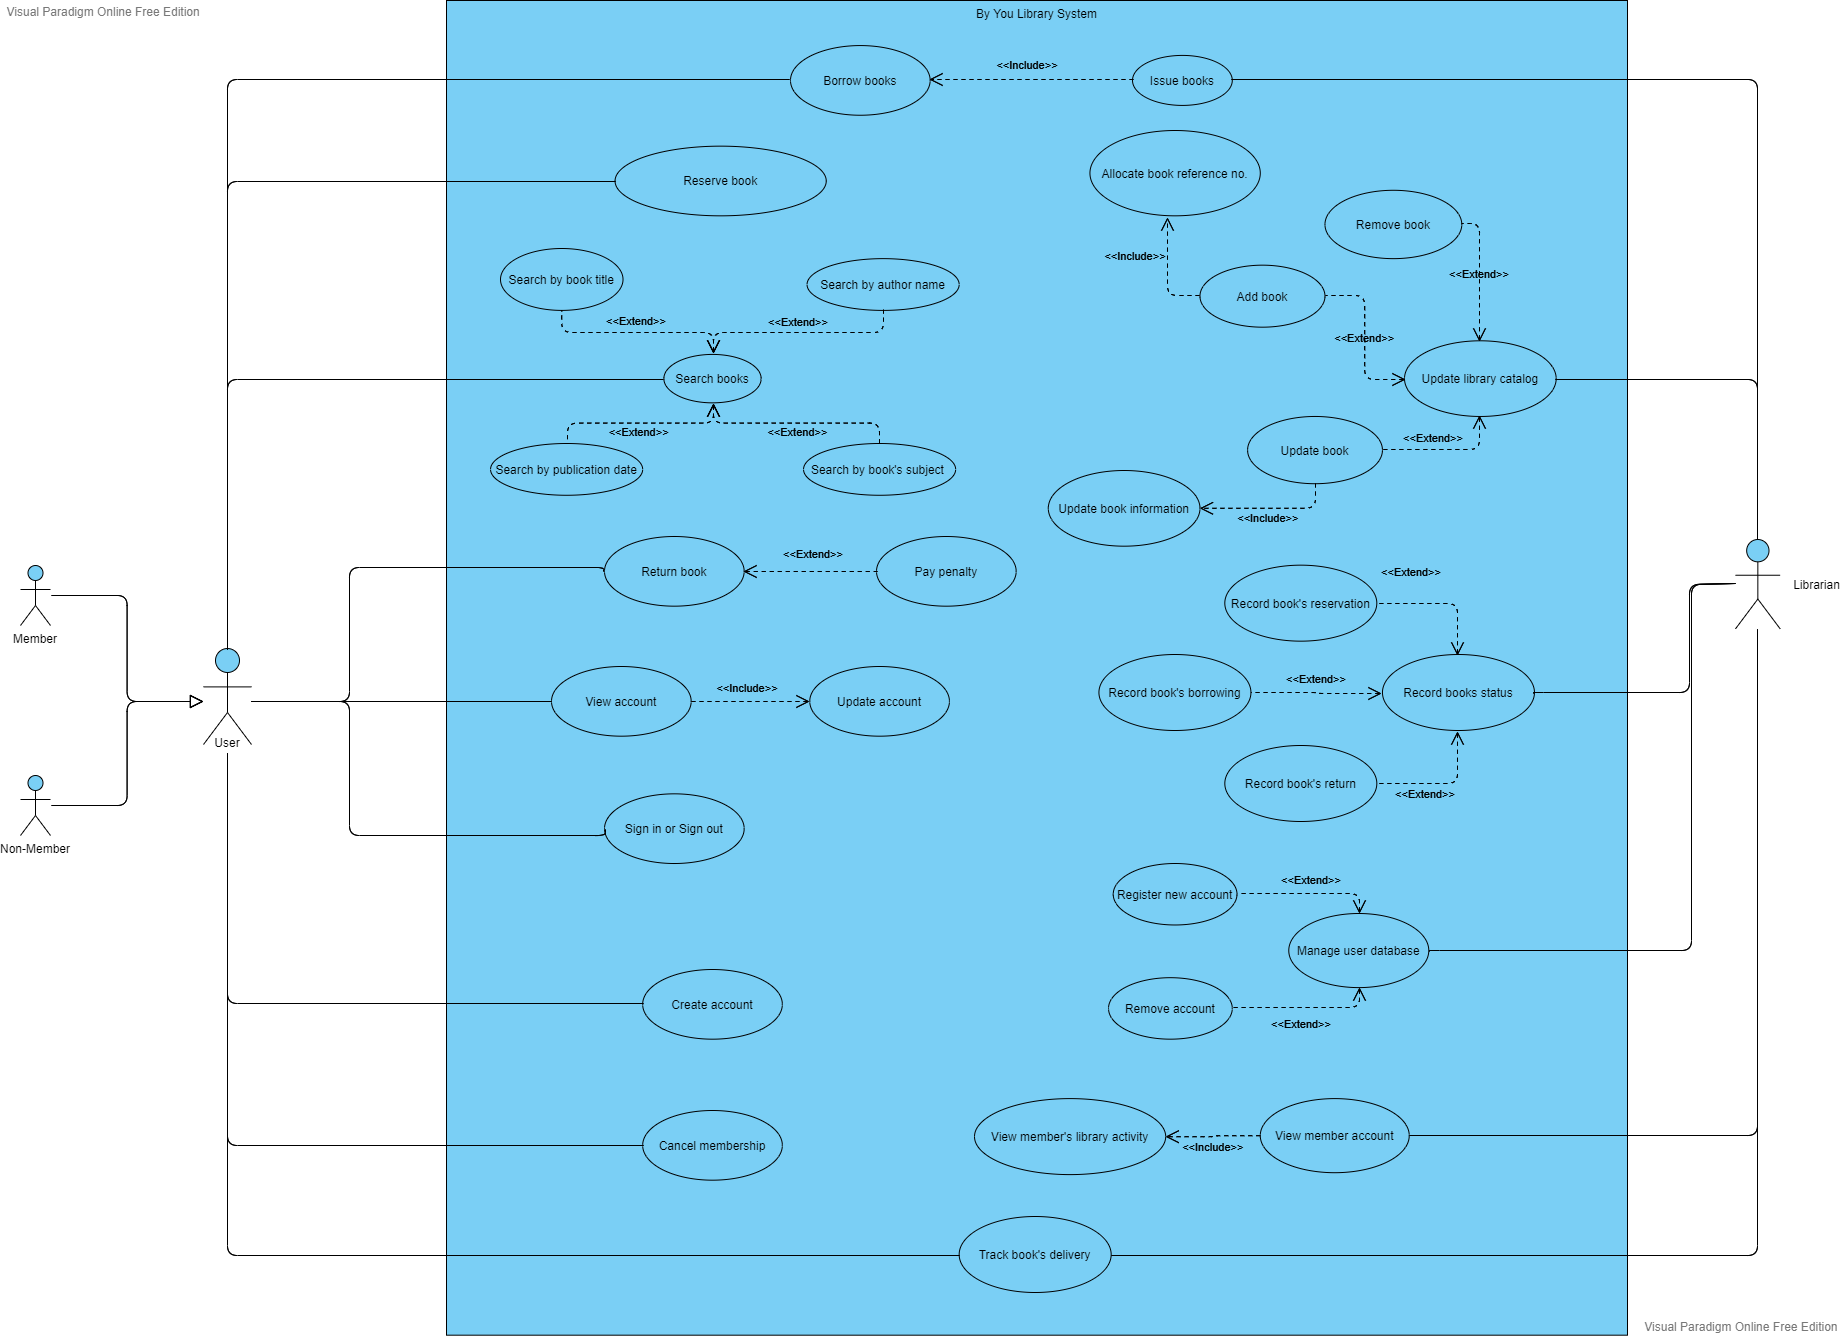 Visual Paradigm Online Free Edition
By You Library System
Borrow books
<<Include>>
Issue books
Reserve book
Allocate book reference no.
Remove book
Search by book title
Search by author name
<<Include>>
Add book
<<Extend>>
<<Extend>>
<<Extend>>
<<Extend>>
Search books
Update library catalog
<<Extend>>
<<Extend>>
<<Extend>>
Update book
Search by publication date
Search by book's subject
Update book information
<<Include>>
Return book
<<Extend>>
Pay penalty
<<Extend>>
Record book's reservation
Librarian
Member
View account
<<Include>>
Update account
Record book's borrowing
<<Extend>>
Record books status
User
Record book's return
<<Extend>>
Non-Member
Sign in or Sign out
Register new account
<<Extend>>
Manage user database
Create account
Remove account
<<Extend>>
Cancel membership
View member's library activity
<<Include>>
View member account
Track book's delivery
Visual Paradigm Online Free Edition